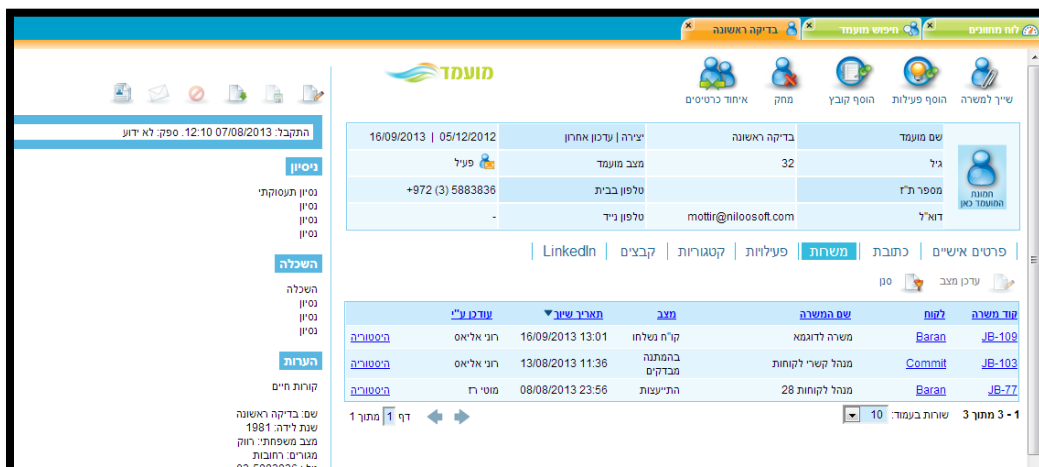 לוח מחוונים
חיפוש מועמד
בדיקה ראשונה
שייך למשרה
הוסף פעילות
הוסף קובץ
מחק
איחוד כרטיסים
מועמד
תמונת
המועמד כאן
שם מועמד בדיקה ראשונה יצירה | עדכון אחרון 05/12/2012 | 16/09/2013
גיל 32 מצב מועמד פעיל
מספר ת"ז טלפון בבית +972 (3) 5883836
דוא"ל mottir@niloosoft.com טלפון נייד -
פרטים אישיים | כתובת | משרות | פעילויות | קטגוריות | קבצים | LinkedIn
עדכן מצב סנן
קוד משרה לקוח שם המשרה מצב תאריך שיוך▼ עודכן ע"י
JB-109 Baran משרה לדוגמא קו"ח נשלחו 16/09/2013 13:01 רוני אליאס היסטוריה
JB-103 Commit מנהל קשרי לקוחות בהמתנה מבדקים 13/08/2013 11:36 רוני אליאס היסטוריה
JB-77 Baran מנהל לקוחות 28 התייעצות 08/08/2013 23:56 מוטי רז היסטוריה
1 - 3 מתוך 3 שורות בעמוד: 10 דף 1 מתוך 1
התקבל: 07/08/2013 12:10. ספק: לא ידוע
ניסיון
נסיון תעסוקתי
נסיון
נסיון
נסיון
השכלה
השכלה
נסיון
נסיון
נסיון
הערות
קורות חיים
שם: בדיקה ראשונה
שנת לידה: 1981
מצב משפחתי: רווק
מגורים: רחובות